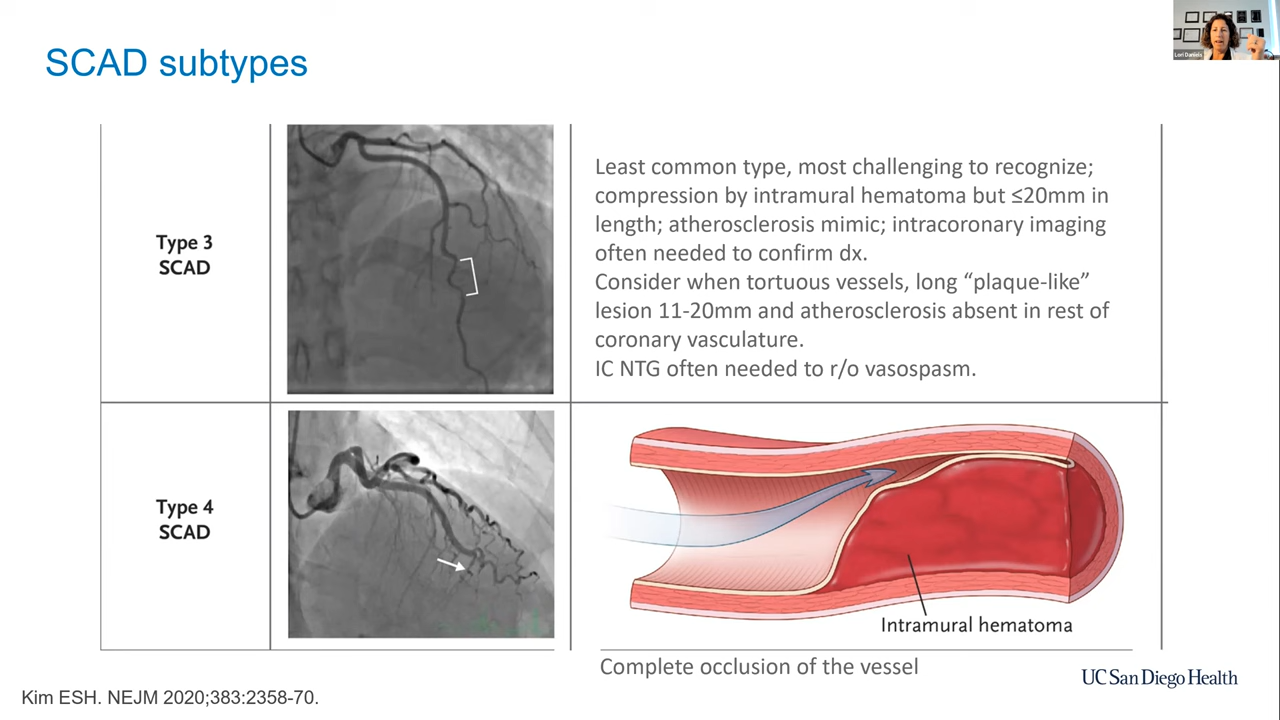 SCAD subtypes
Lori Daniels
Type 3
SCAD
Least common type, most challenging to recognize;
compression by intramural hematoma but ≤20mm in
length; atherosclerosis mimic; intracoronary imaging
often needed to confirm dx.
Consider when tortuous vessels, long “plaque-like”
lesion 11-20mm and atherosclerosis absent in rest of
coronary vasculature.
IC NTG often needed to r/o vasospasm.
Type 4
SCAD
Intramural hematoma
Complete occlusion of the vessel
UC San Diego Health
Kim ESH. NEJM 2020;383:2358-70.